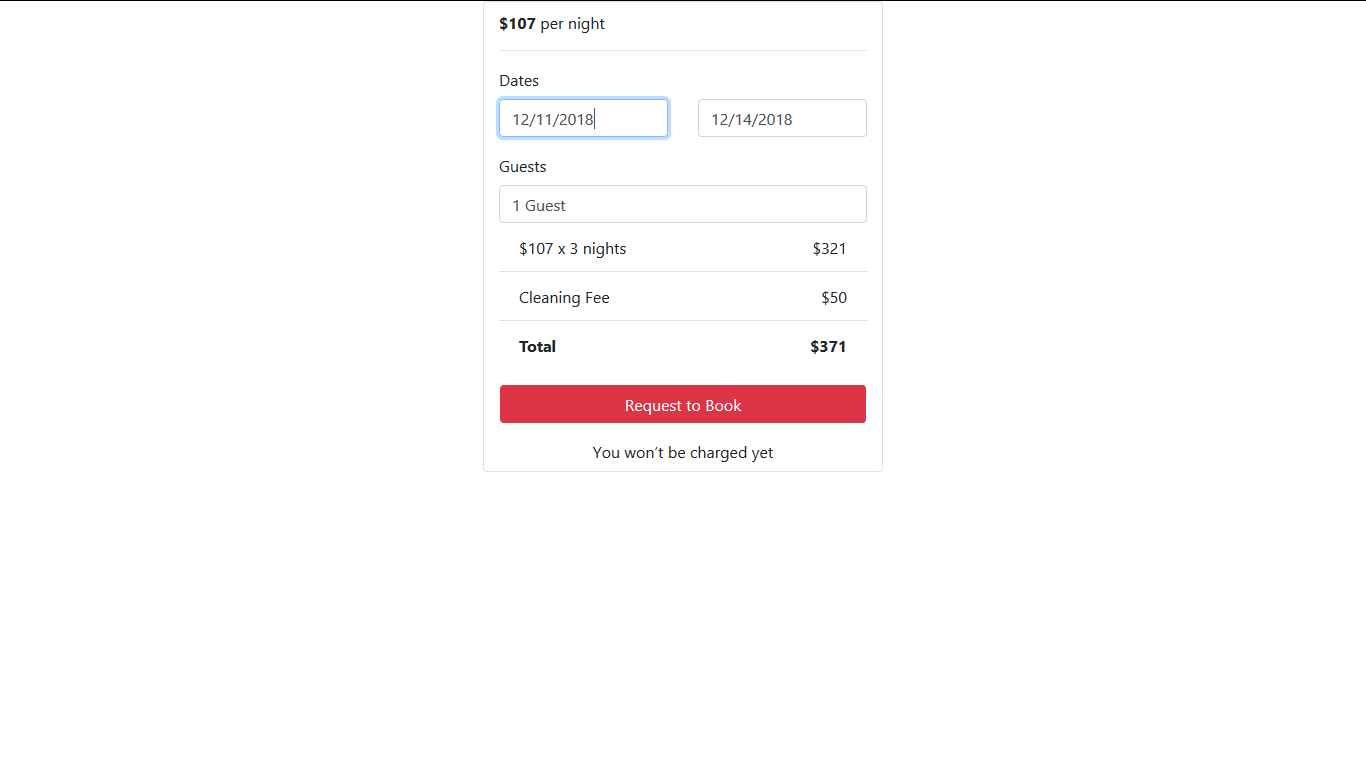 $107 per night
Dates
12/11/2018 12/14/2018
Guests
1 Guest
$107 x 3 nights $321
Cleaning Fee $50
Total $371
Request to Book
You won't be charged yet